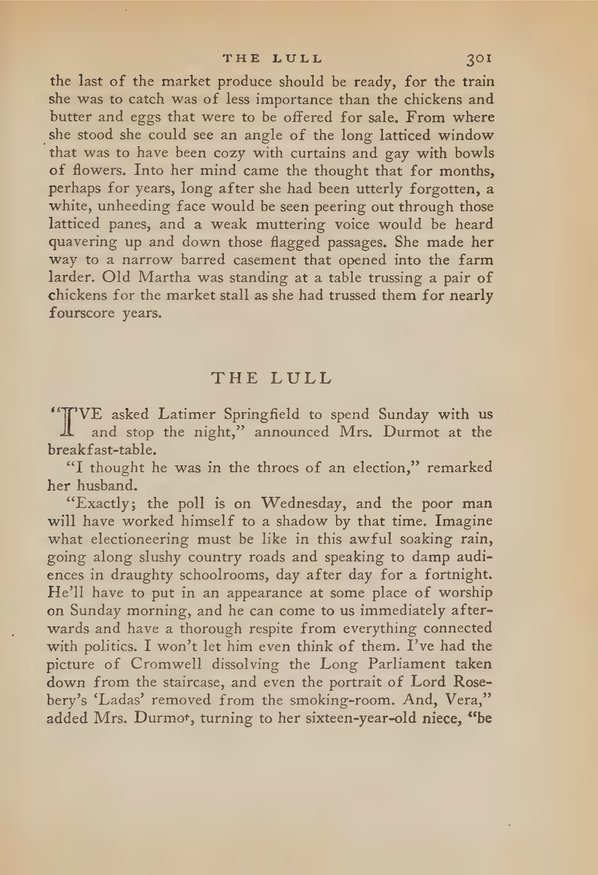 THE LULL 301
the last of the market produce should be ready, for the train
she was to catch was of less importance than the chickens and
butter and eggs that were to be offered for sale. From where
she stood she could see an angle of the long latticed window
that was to have been cozy with curtains and gay with bowls
of flowers. Into her mind came the thought that for months,
perhaps for years, long after she had been utterly forgotten, a
white, unheeding face would be seen peering out through those
latticed panes, and a weak muttering voice would be heard
quavering up and down those flagged passages. She made her
way to a narrow barred casement that opened into the farm
larder. Old Martha was standing at a table trussing a pair of
chickens for the market stall as she had trussed them for nearly
fourscore years.
THE LULL
“I’VE asked Latimer Springfield to spend Sunday with us
and stop the night,” announced Mrs. Durmot at the
breakfast-table.
“I thought he was in the throes of an election,” remarked
her husband.
“Exactly; the poll is on Wednesday, and the poor man
will have worked himself to a shadow by that time. Imagine
what electioneering must be like in this awful soaking rain,
going along slushy country roads and speaking to damp audi-
ences in draughty schoolrooms, day after day for a fortnight.
He’ll have to put in an appearance at some place of worship
on Sunday morning, and he can come to us immediately after-
wards and have a thorough respite from everything connected
with politics. I won’t let him even think of them. I’ve had the
picture of Cromwell dissolving the Long Parliament taken
down from the staircase, and even the portrait of Lord Rose-
bery’s ‘Ladas’ removed from the smoking-room. And, Vera,”
added Mrs. Durmot, turning to her sixteen-year-old niece, “be